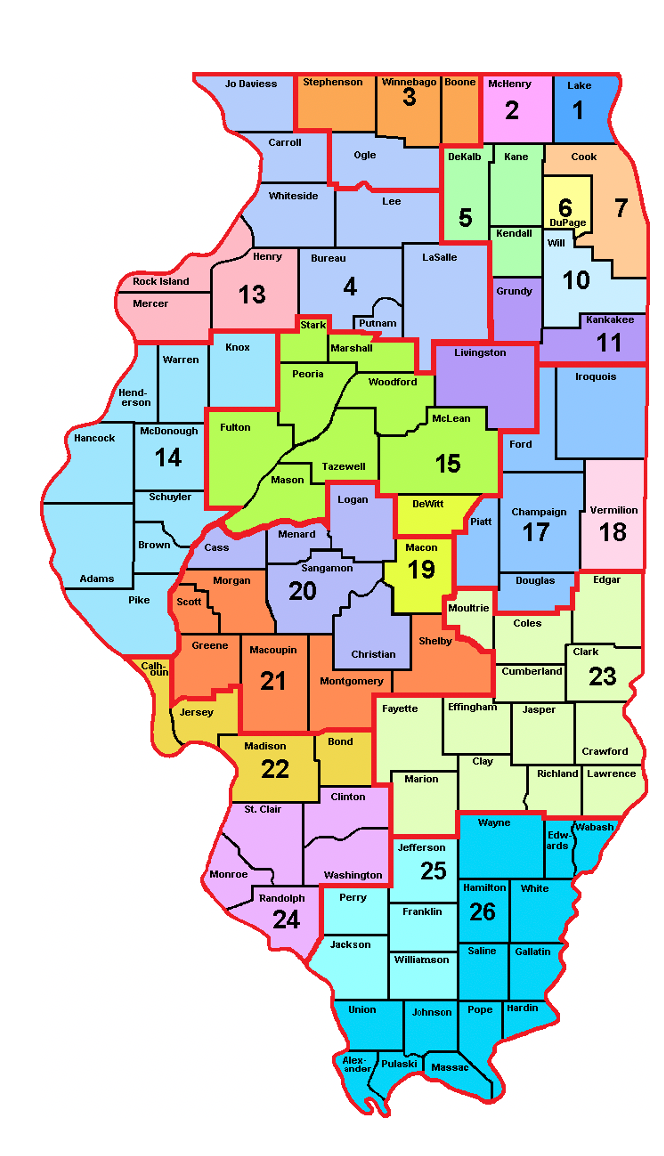 Jo Daviess
Stephenson
Winnebago
3
Boone
McHenry
2
Lake
1
Carroll
Ogle
DeKalb
Kane
Cook
5
6
DuPage
7
Whiteside
Lee
Kendall
Will
Rock Island
Mercer
Henry
13
Bureau
4
LaSalle
Putnam
Grundy
10
Kankakee
11
Stark
Marshall
Livingston
Iroquois
Hend-
erson
Warren
Knox
Peoria
Woodford
McLean
Ford
Hancock
McDonough
14
Fulton
Tazewell
15
Mason
Schuyler
Logan
DeWitt
Piatt
Champaign
17
Vermilion
18
Adams
Brown
Pike
Cass
Menard
Sangamon
20
Macon
19
Douglas
Edgar
Morgan
Scott
Christian
Moultrie
Coles
Shelby
Greene
Macoupin
21
Montgomery
Cumberland
Clark
23
Calh-
oun
Jersey
Fayette
Effingham
Jasper
Crawford
Madison
22
Bond
Marion
Clay
Richland
Lawrence
St. Clair
Clinton
Monroe
Washington
Jefferson
25
Wayne
Edw-
ards
Wabash
Randolph
24
Perry
Franklin
Hamilton
26
White
Jackson
Williamson
Saline
Gallatin
Union
Johnson
Pope
Hardin
Alex-
ander
Pulaski
Massac